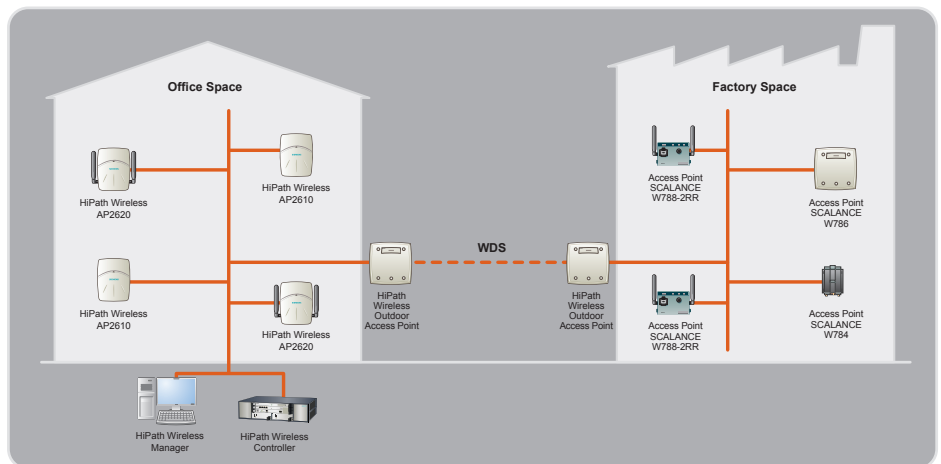 Office Space
Factory Space
HiPath Wireless
AP2620
HiPath Wireless
AP2610
HiPath Wireless
AP2610
HiPath Wireless
AP2620
HiPath
Wireless
Outdoor
Access Point
WDS
HiPath
Wireless
Outdoor
Access Point
Access Point
SCALANCE
W788-2RR
Access Point
SCALANCE
W786
Access Point
SCALANCE
W788-2RR
Access Point
SCALANCE
W784
HiPath Wireless
Manager
HiPath Wireless
Controller